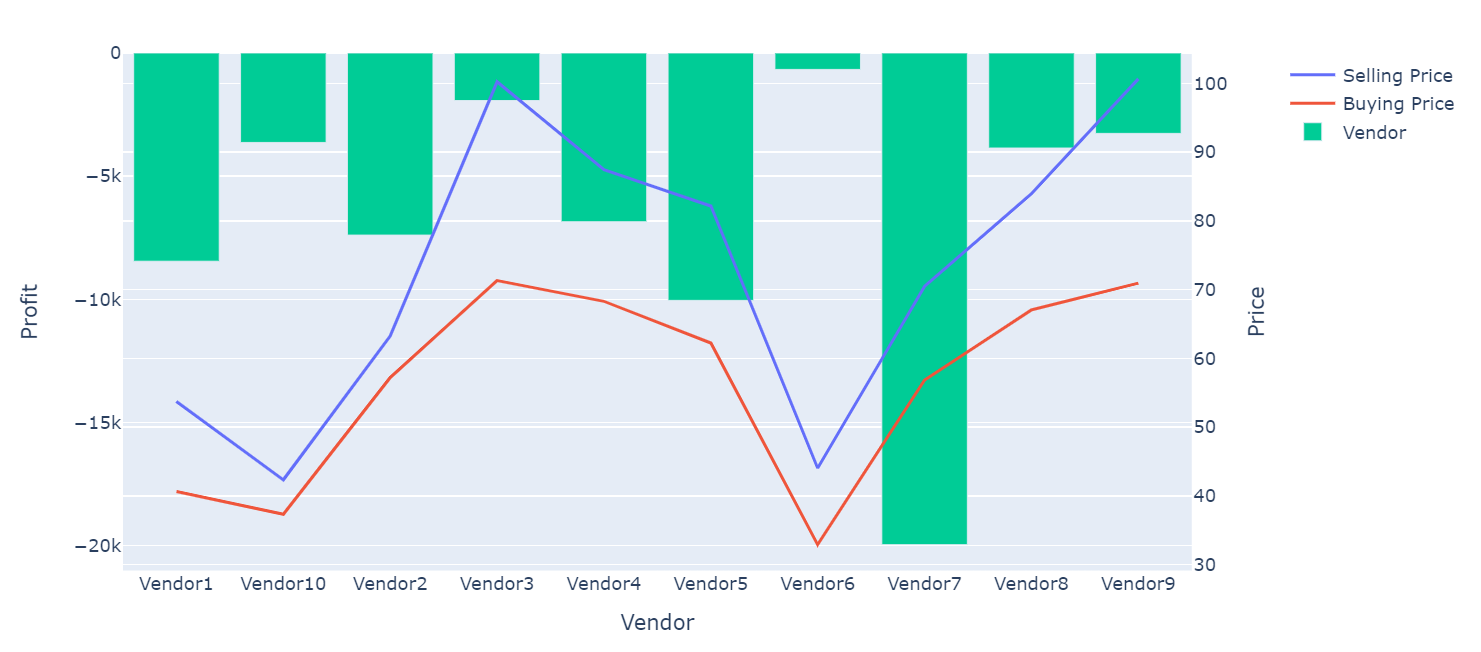 0
−5k
−10k
−15k
−20k
Profit
100
90
80
70
60
50
40
30
Price
Vendor1 Vendor10 Vendor2 Vendor3 Vendor4 Vendor5 Vendor6 Vendor7 Vendor8 Vendor9
Vendor
Selling Price
Buying Price
Vendor